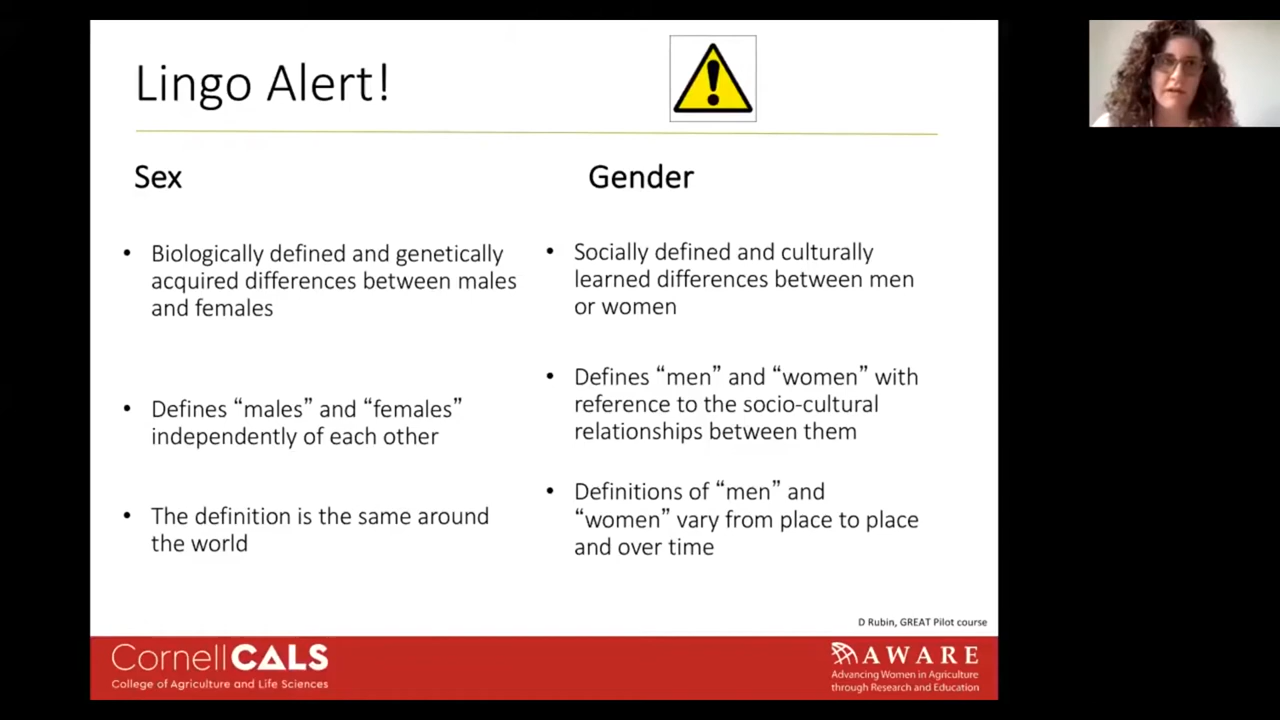 Lingo Alert!
Sex
• Biologically defined and genetically
acquired differences between males
and females
• Defines “males” and “females”
independently of each other
• The definition is the same around
the world
Gender
• Socially defined and culturally
learned differences between men
or women
• Defines “men” and “women” with
reference to the socio-cultural
relationships between them
• Definitions of “men” and
“women” vary from place to place
and over time
D Rubin, GREAT Pilot course
CornellCALS
College of Agriculture and Life Sciences
AWARE
Advancing Women in Agriculture
through Research and Education